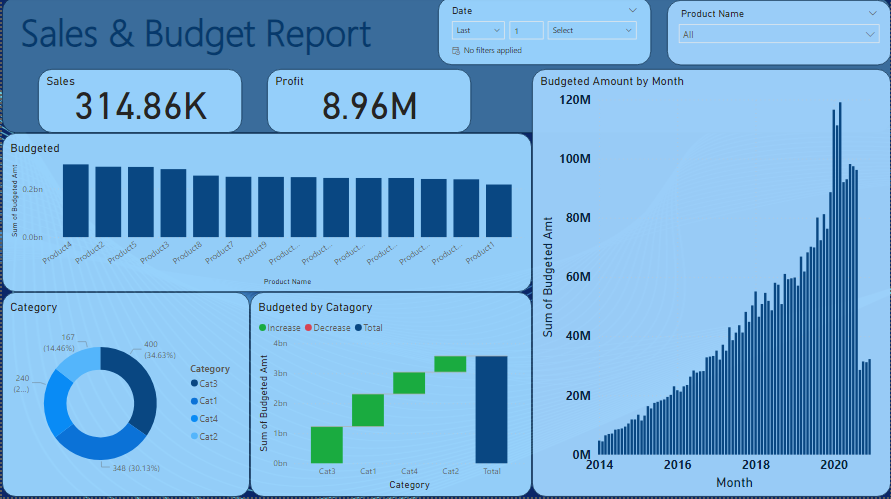 Sales & Budget Report
Date
Last
1
Select
No filters applied
Product Name
All
Sales
314.86K
Profit
8.96M
Budgeted
Sum of Budgeted Amt
0.2bn
0.0bn
Product4
Product2
Product5
Product3
Product8
Product7
Product9
Product...
Product...
Product...
Product...
Product...
Product...
Product1
Product Name
Budgeted Amount by Month
Sum of Budgeted Amt
120M
100M
80M
60M
40M
20M
0M
2014 2016 2018 2020
Month
Category
167
(14.46%)
400
(34.63%)
240
(2...)
348 (30.13%)
Category
Cat3
Cat1
Cat4
Cat2
Budgeted by Catagory
Increase Decrease Total
Sum of Budgeted Amt
4bn
3bn
2bn
1bn
0bn
Cat3 Cat1 Cat4 Cat2 Total
Category